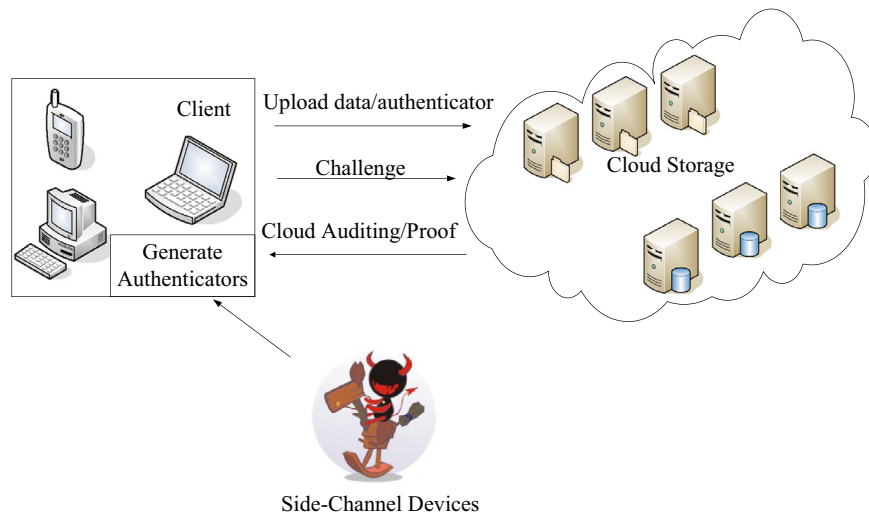 Client
Upload data/authenticator
Challenge
Cloud Auditing/Proof
Generate
Authenticators
Cloud Storage
Side-Channel Devices